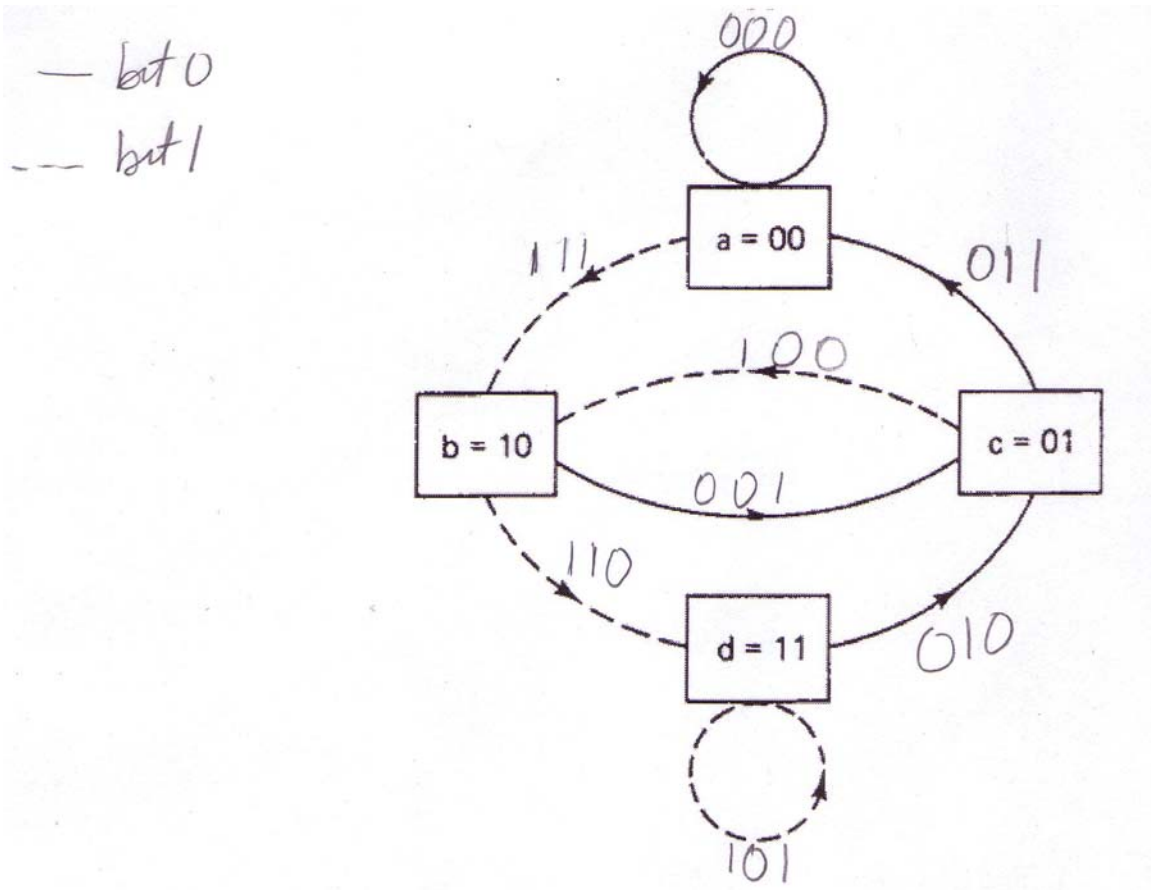 000
— bit 0
--- bit 1
a = 00
111
011
100
b = 10
c = 01
001
110
d = 11
010
101